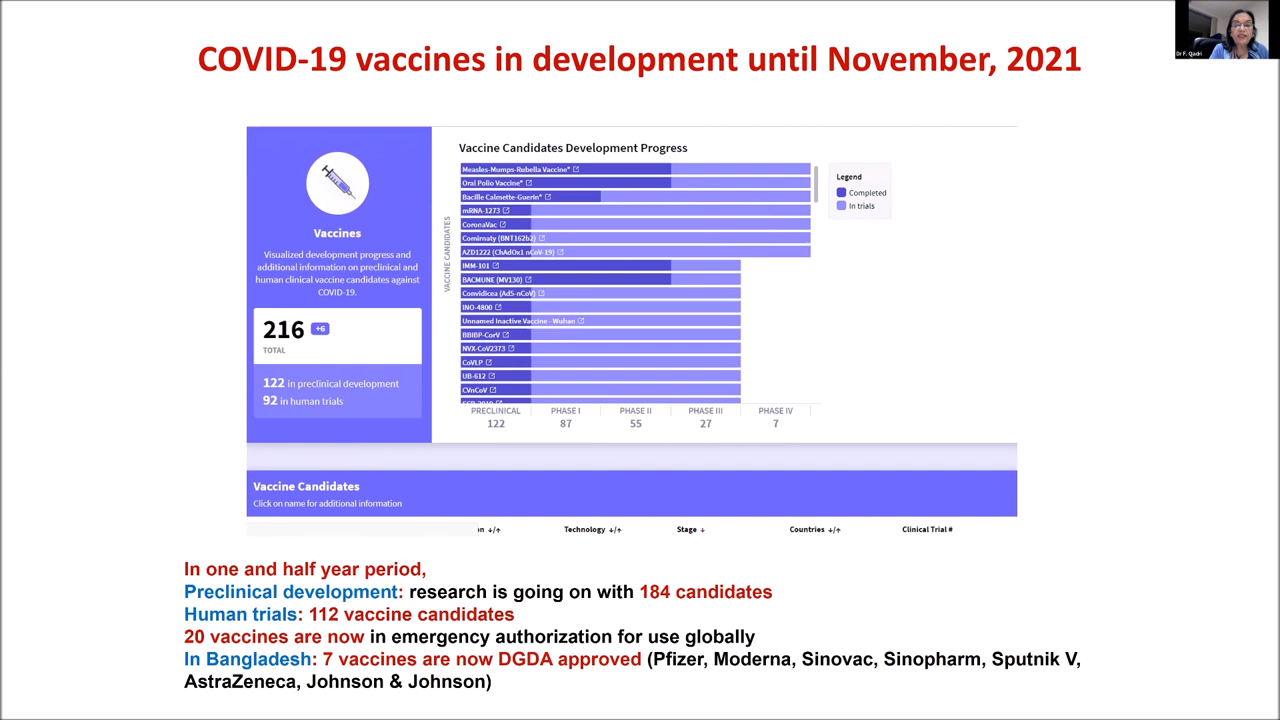 COVID-19 vaccines in development until November, 2021
Dr F. Qadri
Vaccines
Visualized development progress and
additional information on preclinical and
human clinical vaccine candidates against
COVID-19.
216 +6
TOTAL
122 in preclinical development
92 in human trials
Vaccine Candidates Development Progress
VACCINE CANDIDATES
Measles-Mumps-Rubella Vaccine*
Oral Polio Vaccine*
Bacille Calmette-Guerin*
mRNA-1273
CoronaVac
Comirnaty (BNT162b2)
AZD1222 (ChAdOx1 nCoV-19)
IMM-101
BACMUNE (MV130)
Convidicea (Ad5-nCoV)
INO-4800
Unnamed Inactive Vaccine - Wuhan
BBIBP-CorV
NVX-CoV2373
CoVLP
UB-612
CVnCoV
PRECLINICAL PHASE I PHASE II PHASE III PHASE IV
122 87 55 27 7
Legend
Completed
In trials
Vaccine Candidates
Click on name for additional information
on ↓/↑ Technology ↓/↑ Stage ↓ Countries ↓/↑ Clinical Trial #
In one and half year period,
Preclinical development: research is going on with 184 candidates
Human trials: 112 vaccine candidates
20 vaccines are now in emergency authorization for use globally
In Bangladesh: 7 vaccines are now DGDA approved (Pfizer, Moderna, Sinovac, Sinopharm, Sputnik V,
AstraZeneca, Johnson & Johnson)